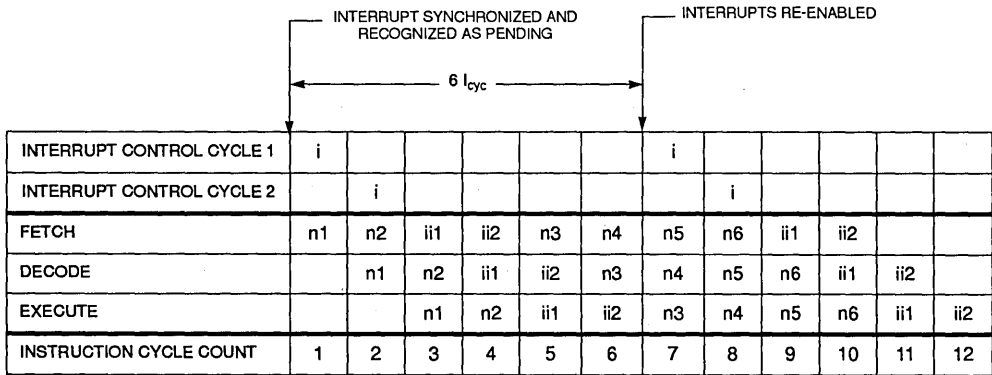 INTERRUPT SYNCHRONIZED AND
RECOGNIZED AS PENDING
INTERRUPTS RE-ENABLED
6 Icyc
INTERRUPT CONTROL CYCLE 1 i i
INTERRUPT CONTROL CYCLE 2 i i
FETCH n1 n2 ii1 ii2 n3 n4 n5 n6 ii1 ii2
DECODE n1 n2 ii1 ii2 n3 n4 n5 n6 ii1 ii2
EXECUTE n1 n2 ii1 ii2 n3 n4 n5 n6 ii1 ii2
INSTRUCTION CYCLE COUNT 1 2 3 4 5 6 7 8 9 10 11 12